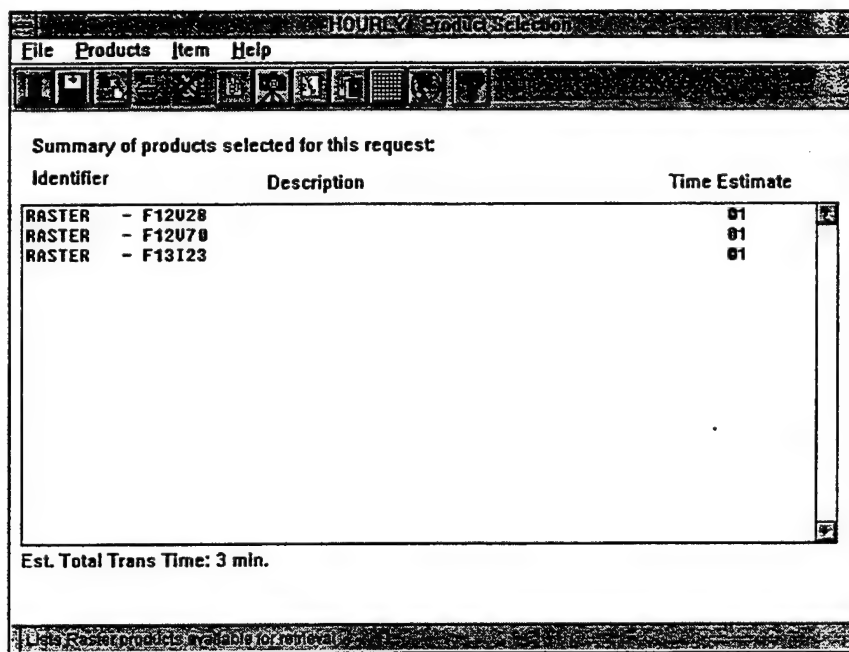 HOURLY: Product Selection
File Products Item Help
Summary of products selected for this request:
Identifier Description Time Estimate
RASTER - F12V28 01
RASTER - F12V70 01
RASTER - F13I23 01
Est. Total Trans Time: 3 min.
Lists Raster products available for retrieval